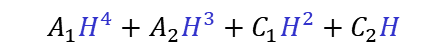 A₁H⁴ + A₂H³ + C₁H² + C₂H